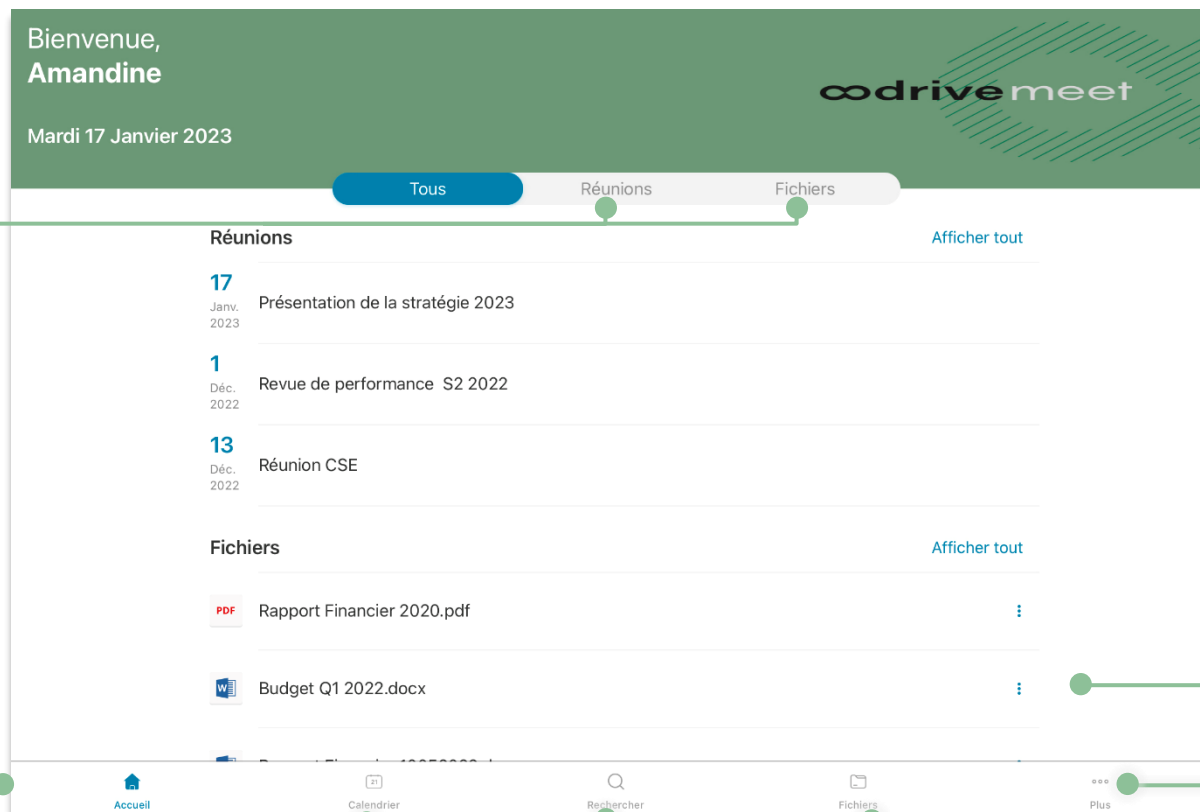 Bienvenue,
Amandine
oodrive meet
Mardi 17 Janvier 2023
Tous Réunions Fichiers
Réunions Afficher tout
17
Janv.
2023
Présentation de la stratégie 2023
1
Déc.
2022
Revue de performance S2 2022
13
Déc.
2022
Réunion CSE
Fichiers Afficher tout
PDF Rapport Financier 2020.pdf
W Budget Q1 2022.docx
21
Accueil Calendrier Rechercher Fichiers Plus